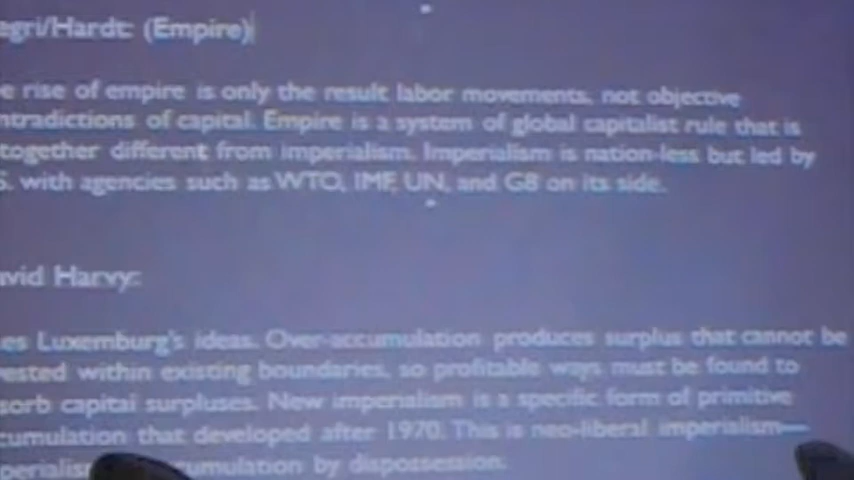 egri/Hardt: (Empire)
e rise of empire is only the result labor movements, not objective
ntradictions of capital. Empire is a system of global capitalist rule that is
together different from imperialism. Imperialism is nation-less but led by
S. with agencies such as WTO, IMF, UN, and G8 on its side.
avid Harvy:
es Luxemburg's ideas. Over-accumulation produces surplus that cannot be
ested within existing boundaries, so profitable ways must be found to
sorb capital surpluses. New imperialism is a specific form of primitive
cumulation that developed after 1970. This is neo-liberal imperialism—
perialis cumulation by dispossession.